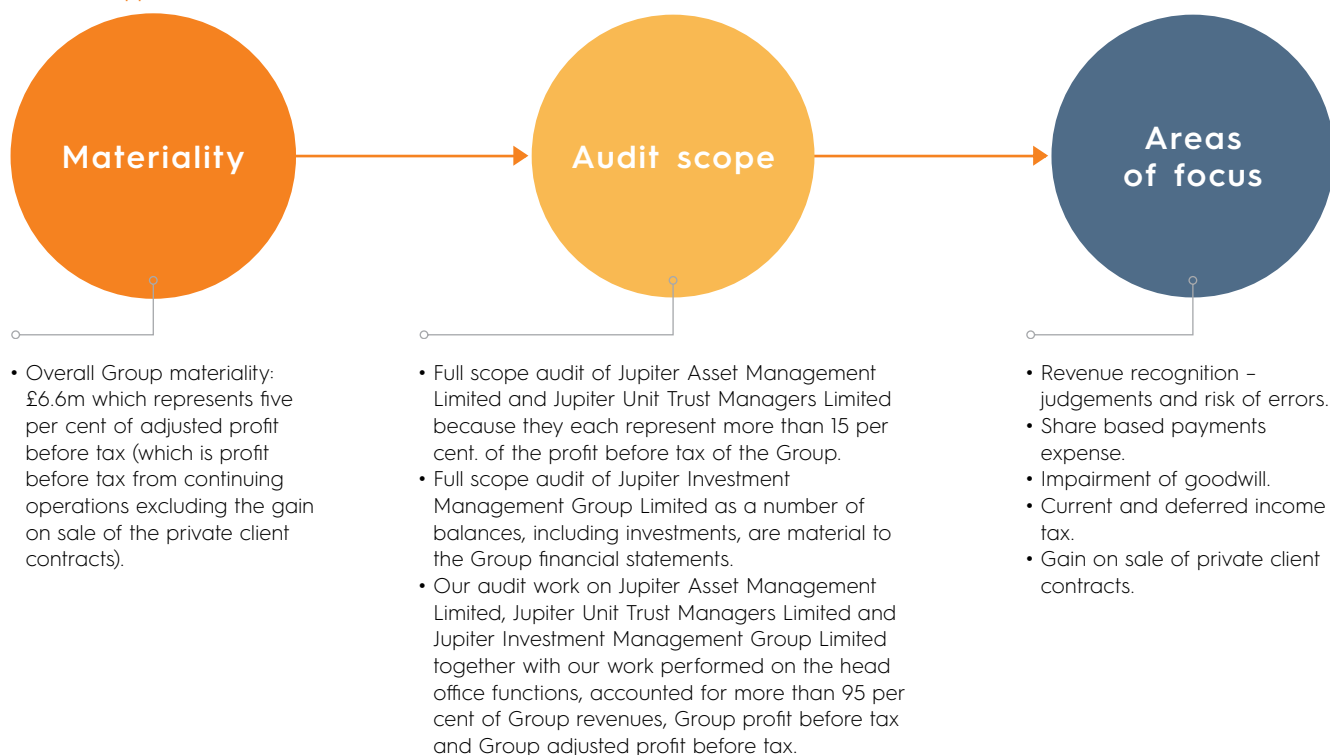 Materiality
Audit scope
Areas
of focus
• Overall Group materiality:
£6.6m which represents five
per cent of adjusted profit
before tax (which is profit
before tax from continuing
operations excluding the gain
on sale of the private client
contracts).
• Full scope audit of Jupiter Asset Management
Limited and Jupiter Unit Trust Managers Limited
because they each represent more than 15 per
cent. of the profit before tax of the Group.
• Full scope audit of Jupiter Investment
Management Group Limited as a number of
balances, including investments, are material to
the Group financial statements.
• Our audit work on Jupiter Asset Management
Limited, Jupiter Unit Trust Managers Limited and
Jupiter Investment Management Group Limited
together with our work performed on the head
office functions, accounted for more than 95 per
cent of Group revenues, Group profit before tax
and Group adjusted profit before tax.
• Revenue recognition –
judgements and risk of errors.
• Share based payments
expense.
• Impairment of goodwill.
• Current and deferred income
tax.
• Gain on sale of private client
contracts.